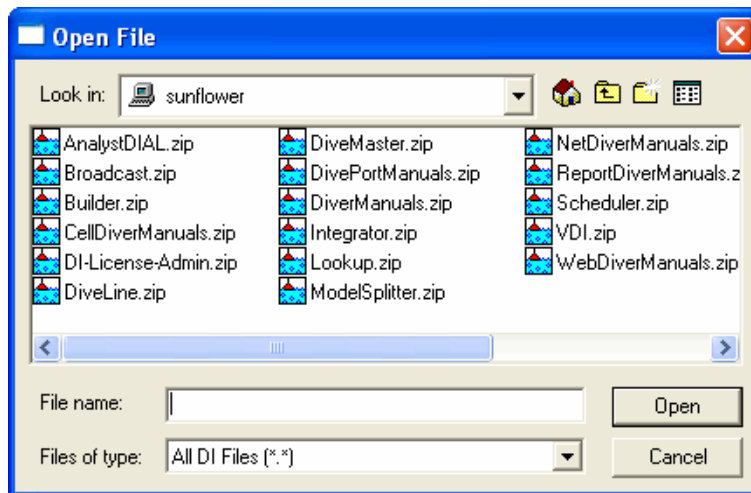 Open File
Look in: sunflower
AnalystDIAL.zip DiveMaster.zip NetDiverManuals.zip
Broadcast.zip DivePortManuals.zip ReportDiverManuals.z
Builder.zip DiverManuals.zip Scheduler.zip
CellDiverManuals.zip Integrator.zip VDI.zip
DI-License-Admin.zip Lookup.zip WebDiverManuals.zip
DiveLine.zip ModelSplitter.zip
File name: Open
Files of type: All DI Files (*.*) Cancel